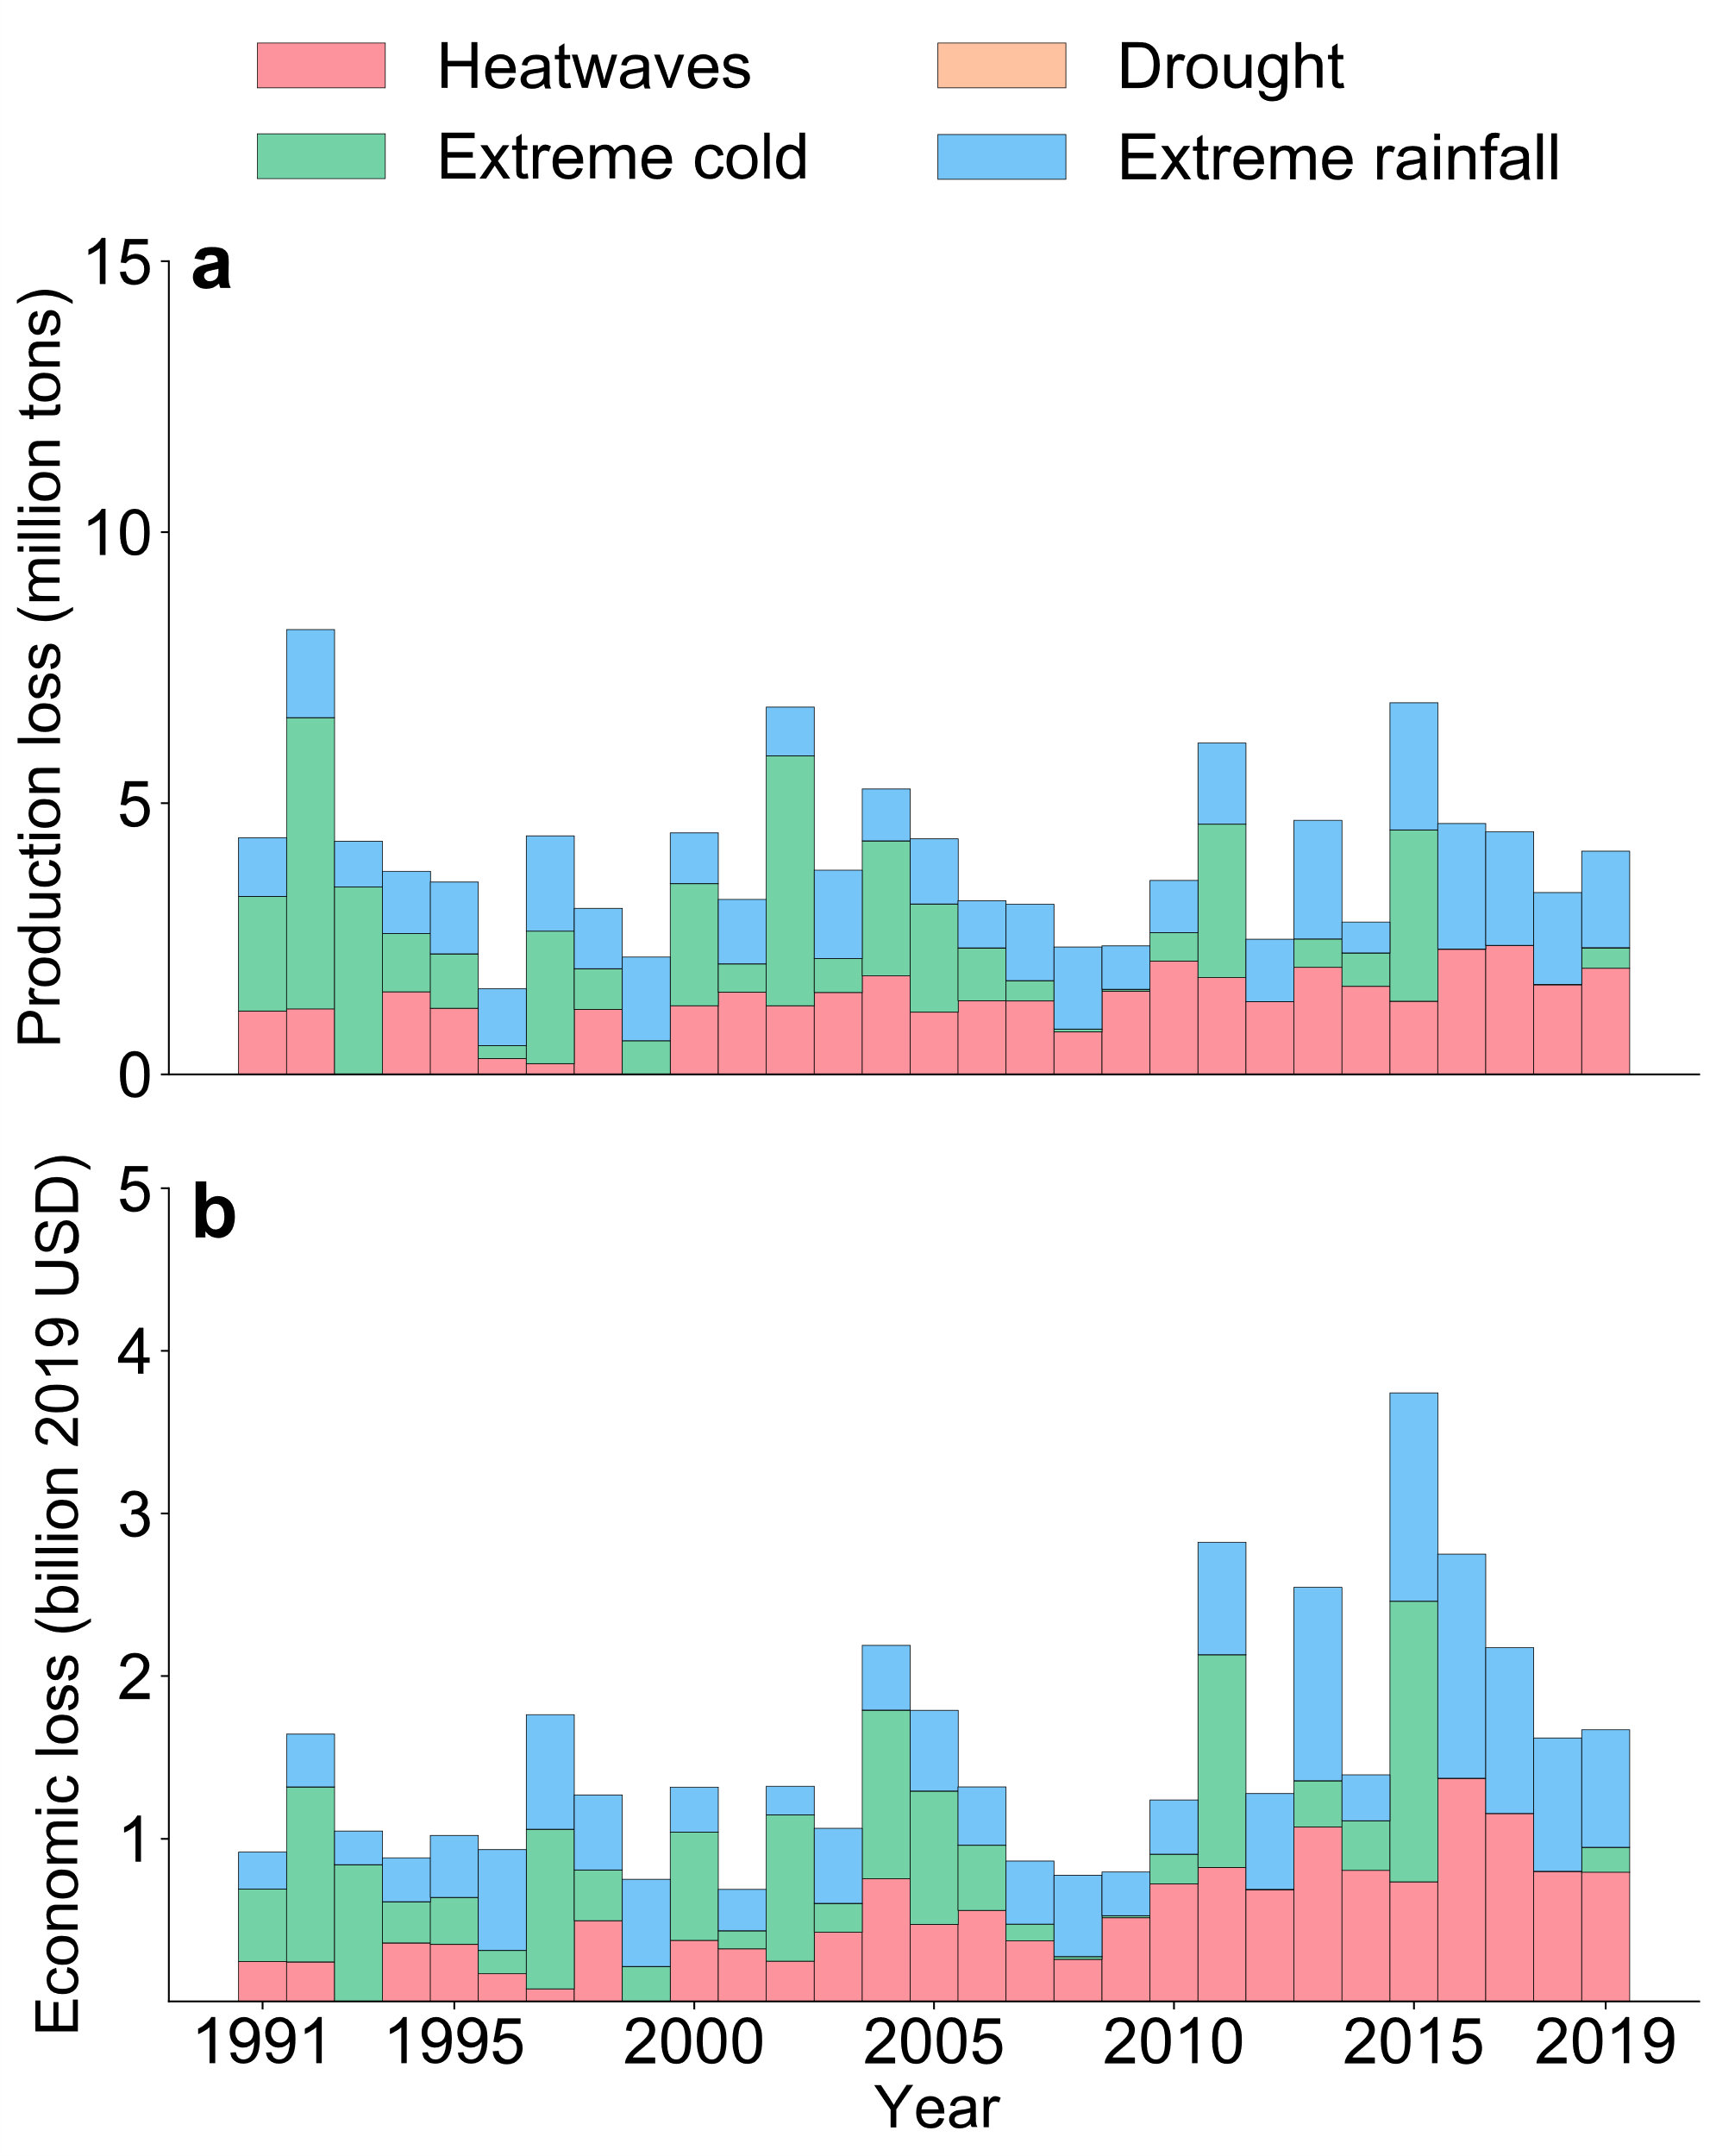 Heatwaves Drought
Extreme cold Extreme rainfall
a
15
10
5
0
Production loss (million tons)
b
5
4
3
2
1
Economic loss (billion 2019 USD)
1991 1995 2000 2005 2010 2015 2019
Year